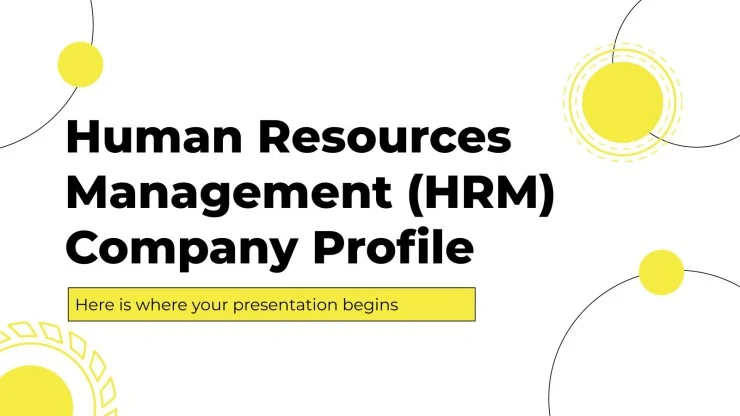 Human Resources
Management (HRM)
Company Profile
Here is where your presentation begins